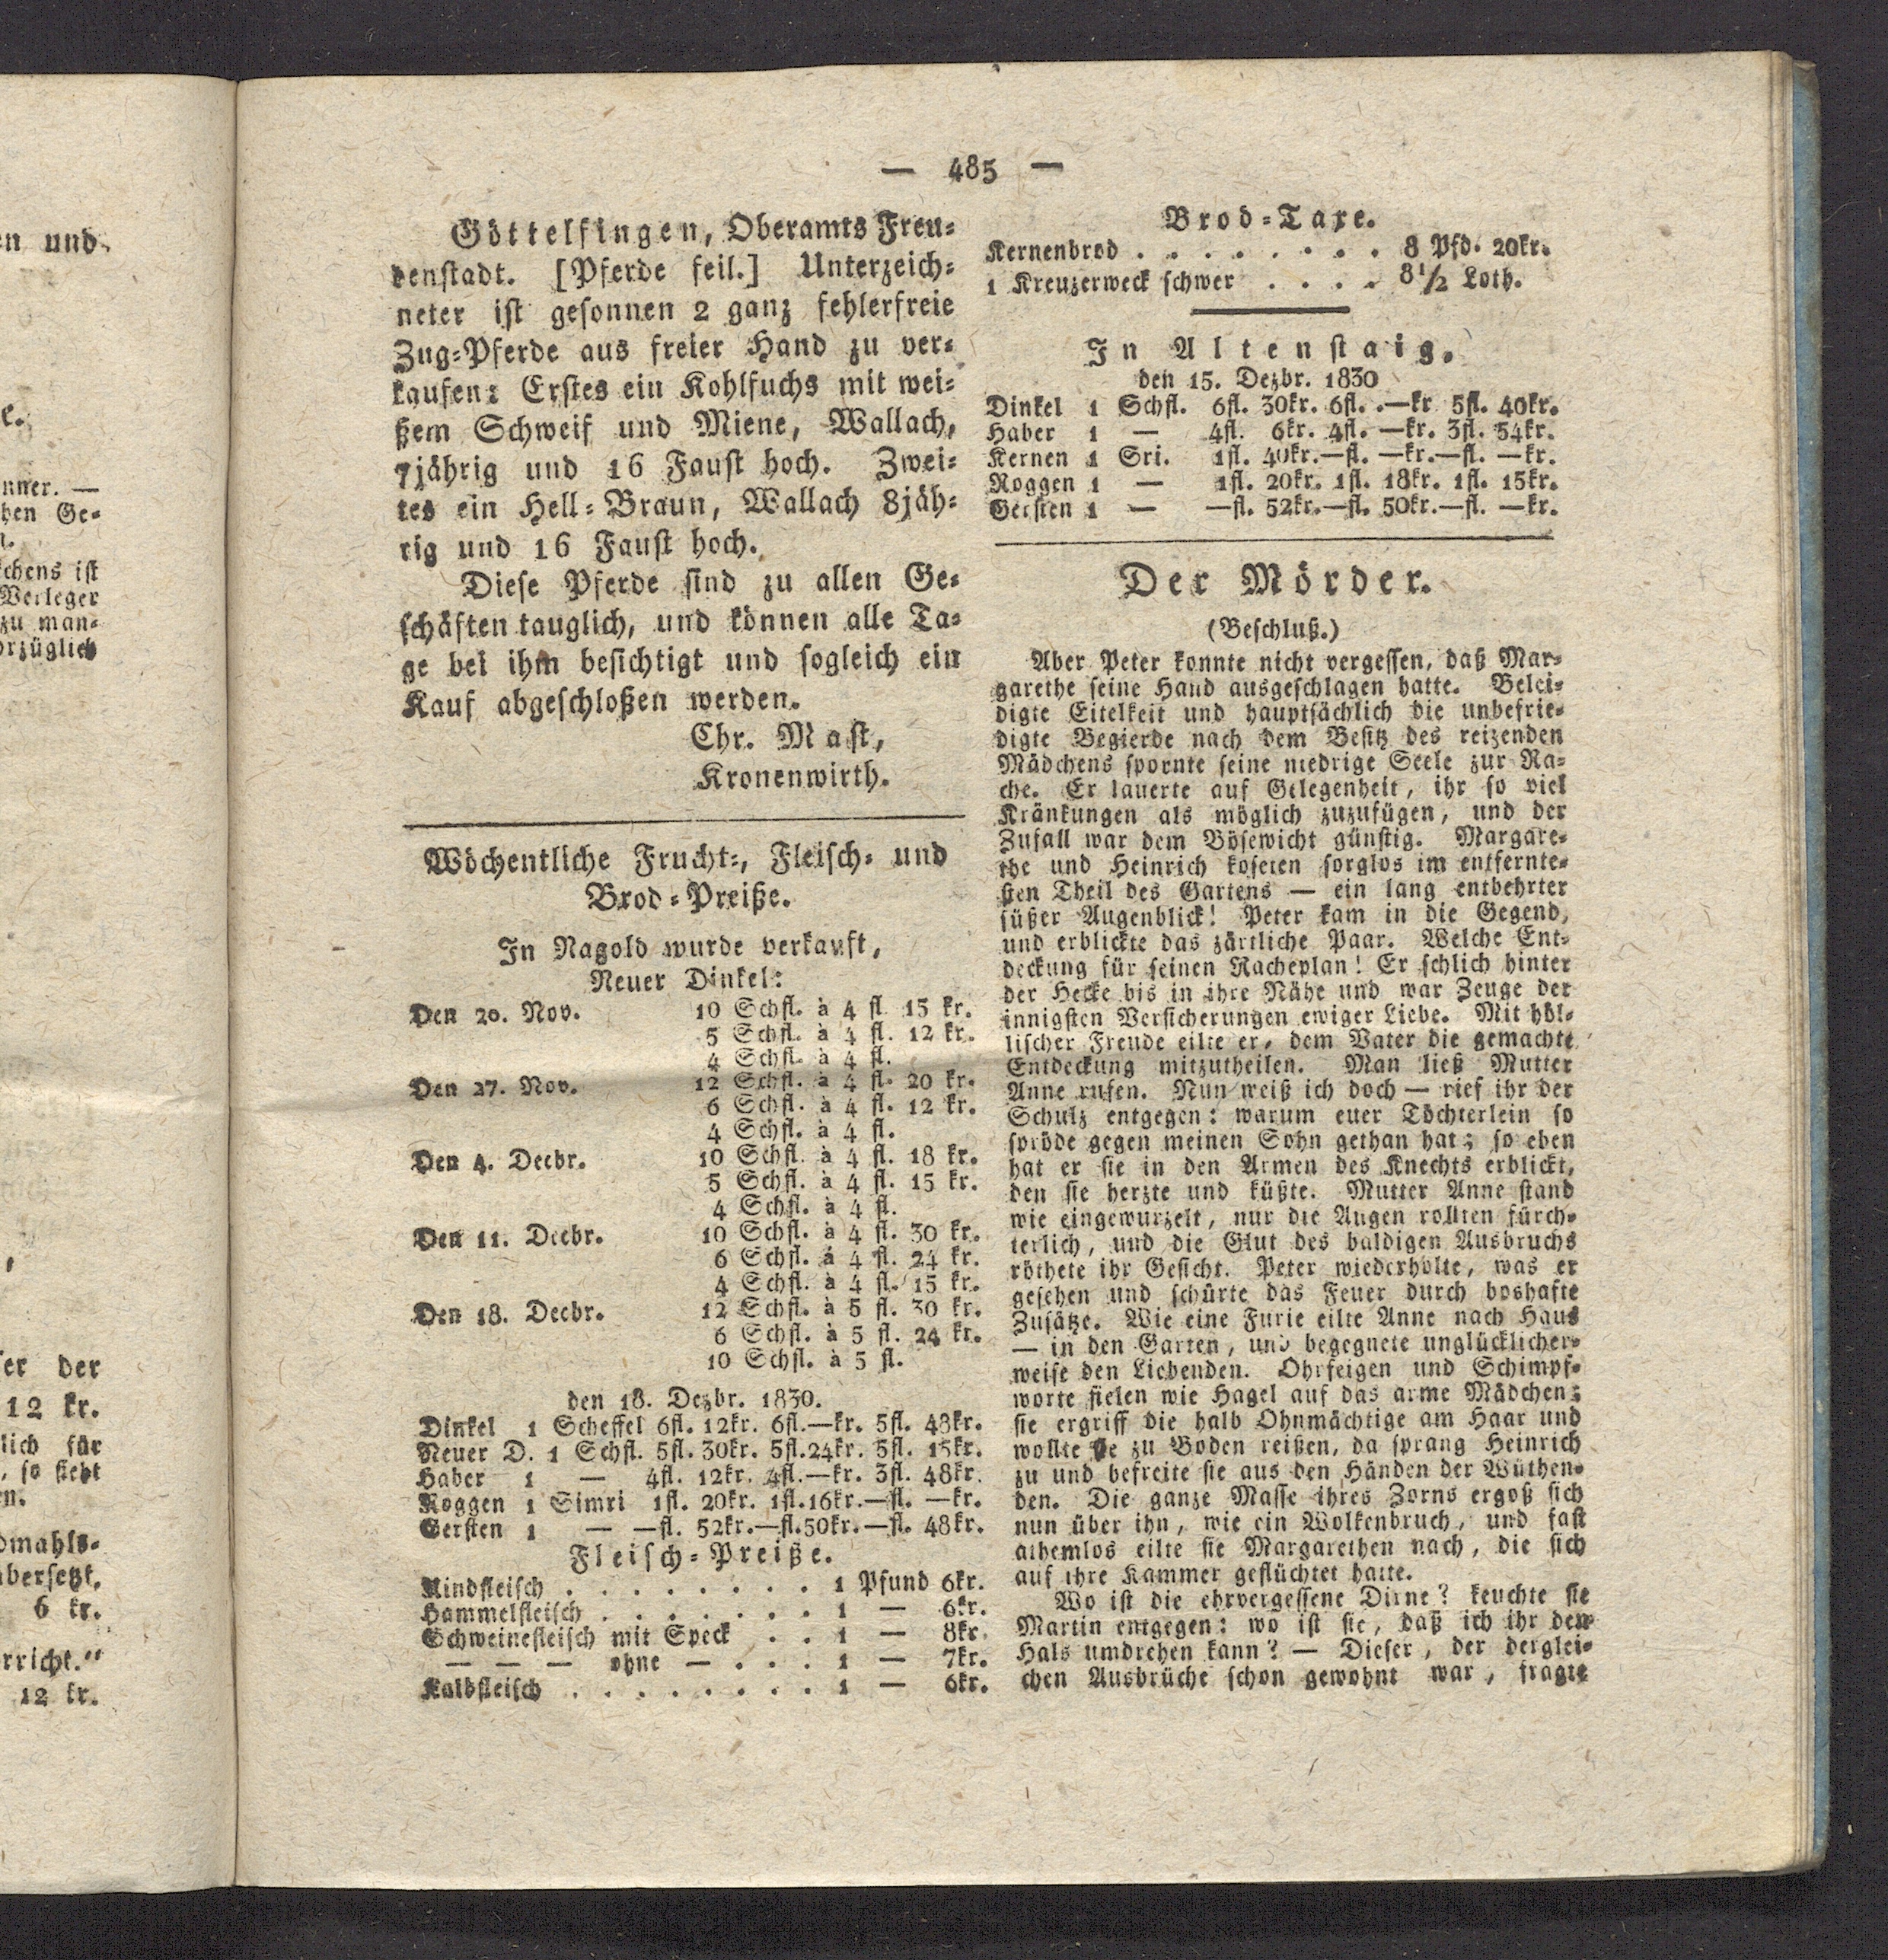 en und
e.
nner. —
hen Ge-
chens ist
Verleger
zu man-
orzüglich
er der
12 kr.
lich für
, so sieht
en.
dmahls-
übersetzt,
6 kr.
rricht."
12 kr.
— 485 —
Göttelfingen, Oberamts Freu-
denstadt. [Pferde feil.] Unterzeich-
neter ist gesonnen 2 ganz fehlerfreie
Zug-Pferde aus freier Hand zu ver-
kaufen: Erstes ein Kohlfuchs mit wei-
ßem Schweif und Miene, Wallach,
7jährig und 16 Faust hoch. Zwei-
tes ein Hell-Braun, Wallach 8jäh-
rig und 16 Faust hoch.
Diese Pferde sind zu allen Ge-
schäften tauglich, und können alle Ta-
ge bei ihm besichtigt und sogleich ein
Kauf abgeschloßen werden.
Chr. Mast,
Kronenwirth.
Wöchentliche Frucht-, Fleisch- und
Brod-Preiße.
In Nagold wurde verkauft,
Neuer Dinkel:
Den 20. Nov. 10 Schfl. à 4 fl 15 kr.
5 Schfl. à 4 fl. 12 kr.
4 Schfl. à 4 fl.
Den 27. Nov. 12 Schfl. à 4 fl. 20 kr.
6 Schfl. à 4 fl. 12 kr.
4 Schfl. à 4 fl.
Den 4. Decbr. 10 Schfl. à 4 fl. 18 kr.
5 Schfl. à 4 fl. 15 kr.
4 Schfl. à 4 fl.
Den 11. Decbr. 10 Schfl. à 4 fl. 30 kr.
6 Schfl. à 4 fl. 24 kr.
4 Schfl. à 4 fl. 15 kr.
Den 18. Decbr. 12 Schfl. à 5 fl. 30 kr.
6 Schfl. à 5 fl. 24 kr.
10 Schfl. à 5 fl.
den 18. Dezbr. 1830.
Dinkel 1 Scheffel 6fl. 12kr. 6fl.—kr. 5fl. 48kr.
Neuer D. 1 Schfl. 5fl. 30kr. 5fl.24kr. 5fl. 15kr.
Haber 1 — 4fl. 12kr. 4fl.—kr. 3fl. 48kr.
Roggen 1 Simri 1fl. 20kr. 1fl.16kr.—fl. —kr.
Gersten 1 — —fl. 52kr.—fl.50kr.—fl. 48kr.
Fleisch-Preiße.
Rindfleisch . . . . . . . . 1 Pfund 6kr.
Hammelfleisch . . . . . . . 1 — 6kr.
Schweinefleisch mit Speck . . 1 — 8kr.
— — — ohne — . . . 1 — 7kr.
Kalbfleisch . . . . . . . . 1 — 6kr.
Brod-Taxe.
Kernenbrod . . . . . . . . 8 Pfd. 20kr.
1 Kreuzerweck schwer . . . . 8 1/2 Loth.
In Altenstaig.
den 15. Dezbr. 1830
Dinkel 1 Schfl. 6fl. 30kr. 6fl. .—kr 5fl. 40kr.
Haber 1 — 4fl. 6kr. 4fl. —kr. 3fl. 54kr.
Kernen 1 Sri. 1fl. 40kr.—fl. —kr.—fl. —kr.
Roggen 1 — 1fl. 20kr. 1fl. 18kr. 1fl. 15kr.
Gersten 1 — —fl. 52kr.—fl. 50kr.—fl. —kr.
Der Mörder.
(Beschluß.)
Aber Peter konnte nicht vergessen, daß Mar-
garethe seine Hand ausgeschlagen hatte. Belei-
digte Eitelkeit und hauptsächlich die unbefrie-
digte Begierde nach dem Besitz des reizenden
Mädchens spornte seine niedrige Seele zur Ra-
che. Er lauerte auf Gelegenheit, ihr so viel
Kränkungen als möglich zuzufügen, und der
Zufall war dem Bösewicht günstig. Margare-
the und Heinrich koseten sorglos im entfernte-
sten Theil des Gartens — ein lang entbehrter
süßer Augenblick! Peter kam in die Gegend,
und erblickte das zärtliche Paar. Welche Ent-
deckung für seinen Racheplan! Er schlich hinter
der Hecke bis in ihre Nähe und war Zeuge der
innigsten Versicherungen ewiger Liebe. Mit höl-
lischer Freude eilte er, dem Vater die gemachte
Entdeckung mitzutheilen. Man ließ Mutter
Anne rufen. Nun weiß ich doch — rief ihr der
Schulz entgegen: warum euer Töchterlein so
spröde gegen meinen Sohn gethan hat; so eben
hat er sie in den Armen des Knechts erblickt,
den sie herzte und küßte. Mutter Anne stand
wie eingewurzelt, nur die Augen rollten fürch-
terlich, und die Glut des baldigen Ausbruchs
röthete ihr Gesicht. Peter wiederholte, was er
gesehen und schürte das Feuer durch boshafte
Zusätze. Wie eine Furie eilte Anne nach Haus
— in den Garten, und begegnete unglücklicher-
weise den Liebenden. Ohrfeigen und Schimpf-
worte fielen wie Hagel auf das arme Mädchen;
sie ergriff die halb Ohnmächtige am Haar und
wollte sie zu Boden reißen, da sprang Heinrich
zu und befreite sie aus den Händen der Wüthen-
den. Die ganze Masse ihres Zorns ergoß sich
nun über ihn, wie ein Wolkenbruch, und fast
athemlos eilte sie Margarethen nach, die sich
auf ihre Kammer geflüchtet hatte.
Wo ist die ehrvergessene Dirne? keuchte sie
Martin entgegen: wo ist sie, daß ich ihr den
Hals umdrehen kann? — Dieser, der derglei-
chen Ausbrüche schon gewohnt war, fragte